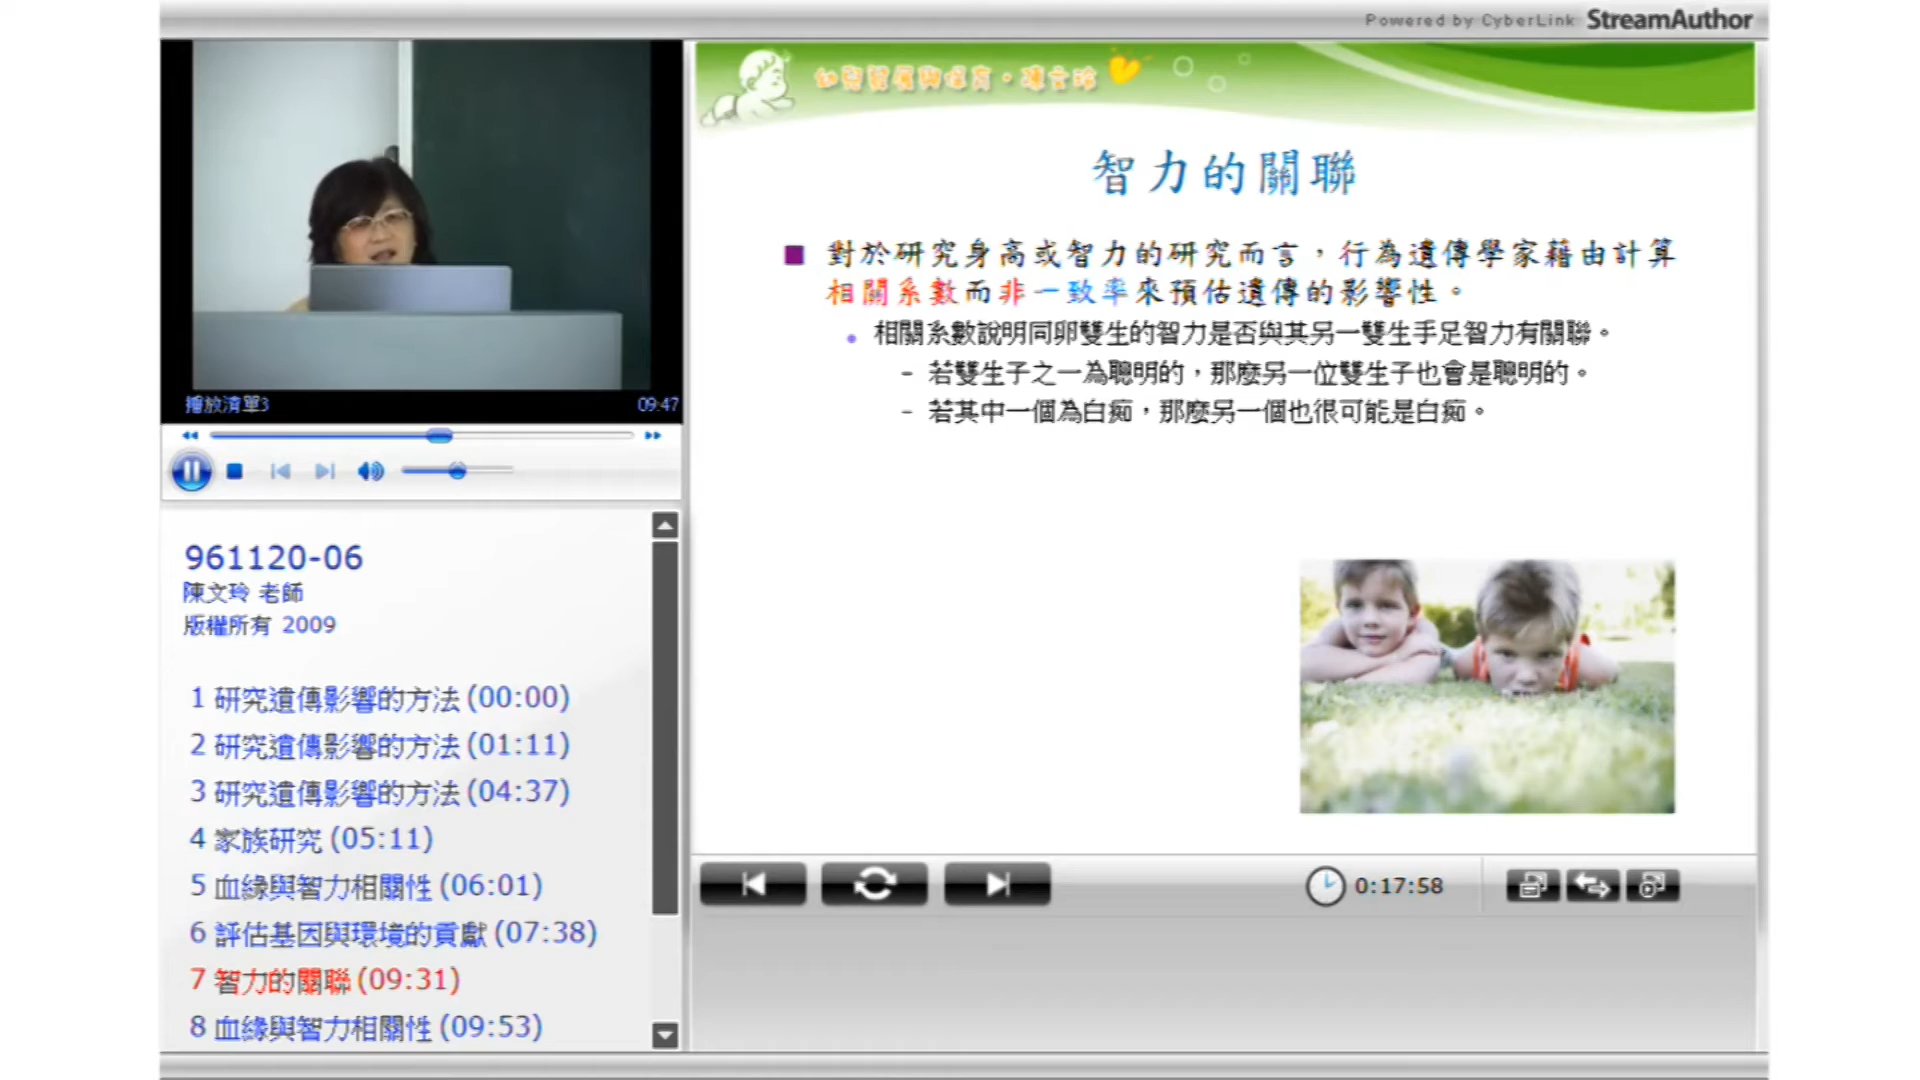 Powered by CyberLink StreamAuthor
幼兒發展與保育。陳文玲
播放清單3
09:47
961120-06
陳文玲 老師
版權所有 2009
1 研究遺傳影響的方法 (00:00)
2 研究遺傳影響的方法 (01:11)
3 研究遺傳影響的方法 (04:37)
4 家族研究 (05:11)
5 血緣與智力相關性 (06:01)
6 評估基因與環境的貢獻 (07:38)
7 智力的關聯 (09:31)
8 血緣與智力相關性 (09:53)
智力的關聯
對於研究身高或智力的研究而言，行為遺傳學家藉由計算
相關系數而非一致率來預估遺傳的影響性。
相關系數說明同卵雙生的智力是否與其另一雙生手足智力有關聯。
- 若雙生子之一為聰明的，那麼另一位雙生子也會是聰明的。
- 若其中一個為白痴，那麼另一個也很可能是白痴。
0:17:58